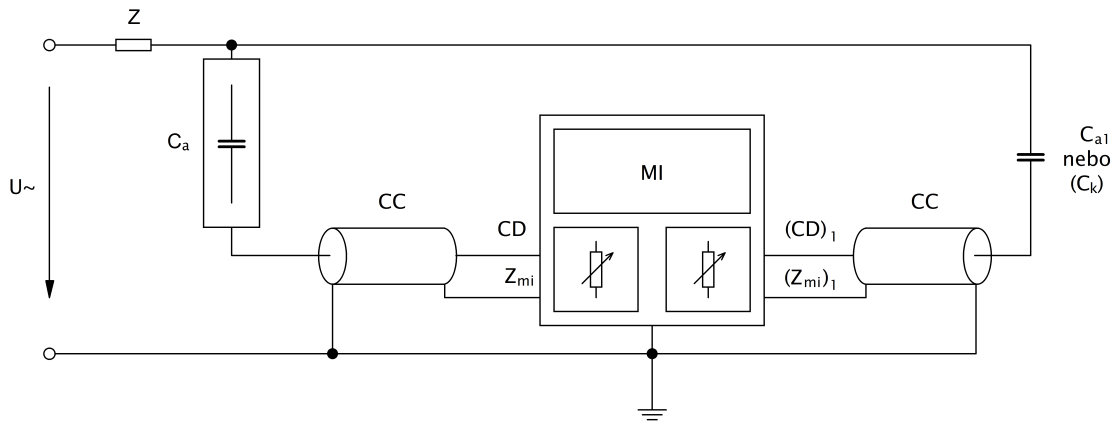 Z
Cₐ
U~
CC
CD
Zₘᵢ
MI
(CD)₁
(Zₘᵢ)₁
CC
Cₐ₁
nebo
(Cₖ)